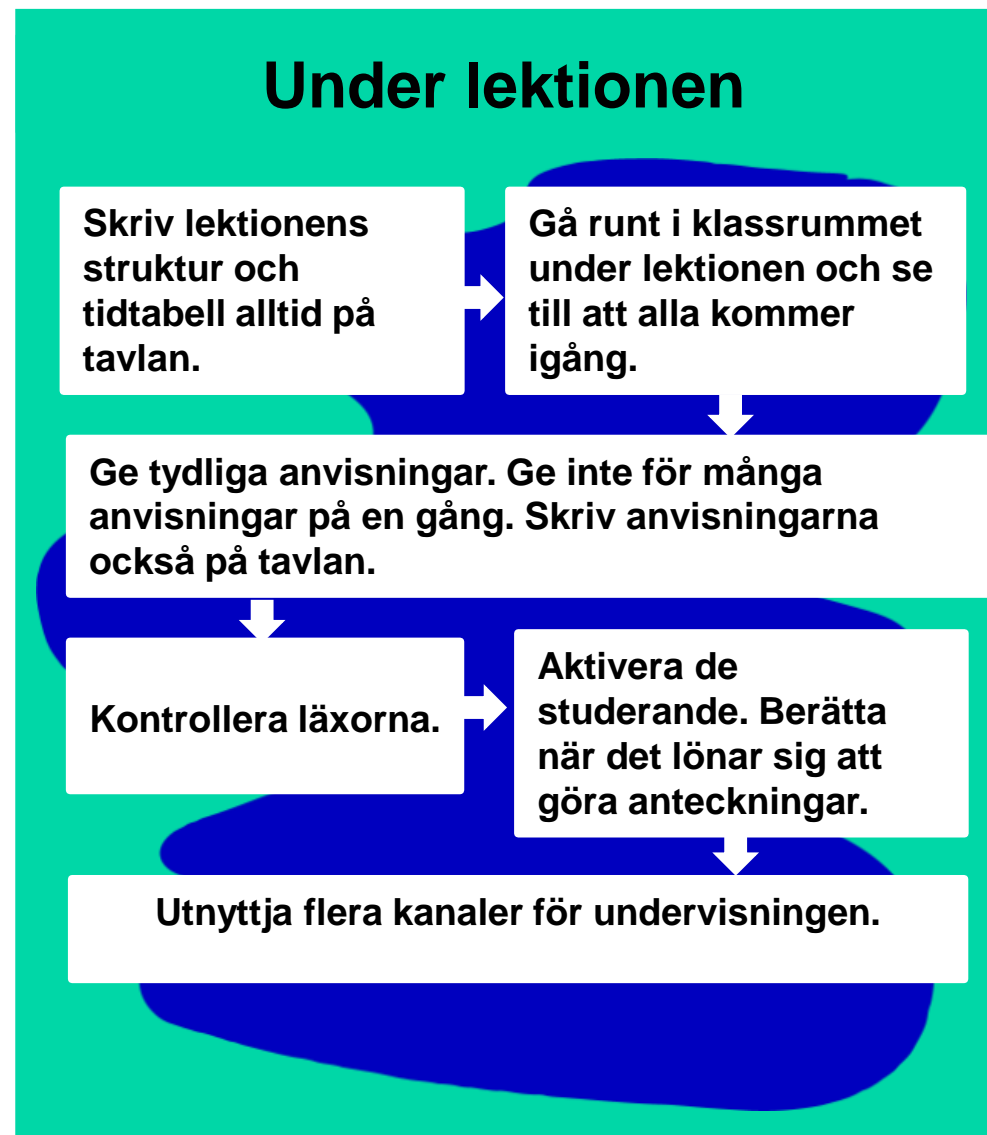 Under lektionen
Skriv lektionens
struktur och
tidtabell alltid på
tavlan.
Gå runt i klassrummet
under lektionen och se
till att alla kommer
igång.
Ge tydliga anvisningar. Ge inte för många
anvisningar på en gång. Skriv anvisningarna
också på tavlan.
Kontrollera läxorna.
Aktivera de
studerande. Berätta
när det lönar sig att
göra anteckningar.
Utnyttja flera kanaler för undervisningen.